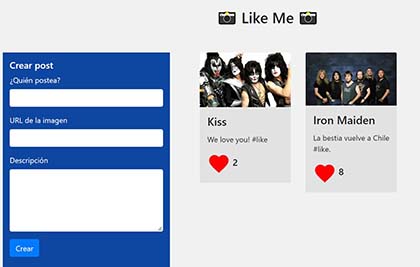 Like Me
Crear post
¿Quién postea?
URL de la imagen
Descripción
Crear
Kiss
We love you! #like
2
Iron Maiden
La bestia vuelve a Chile
#like.
8